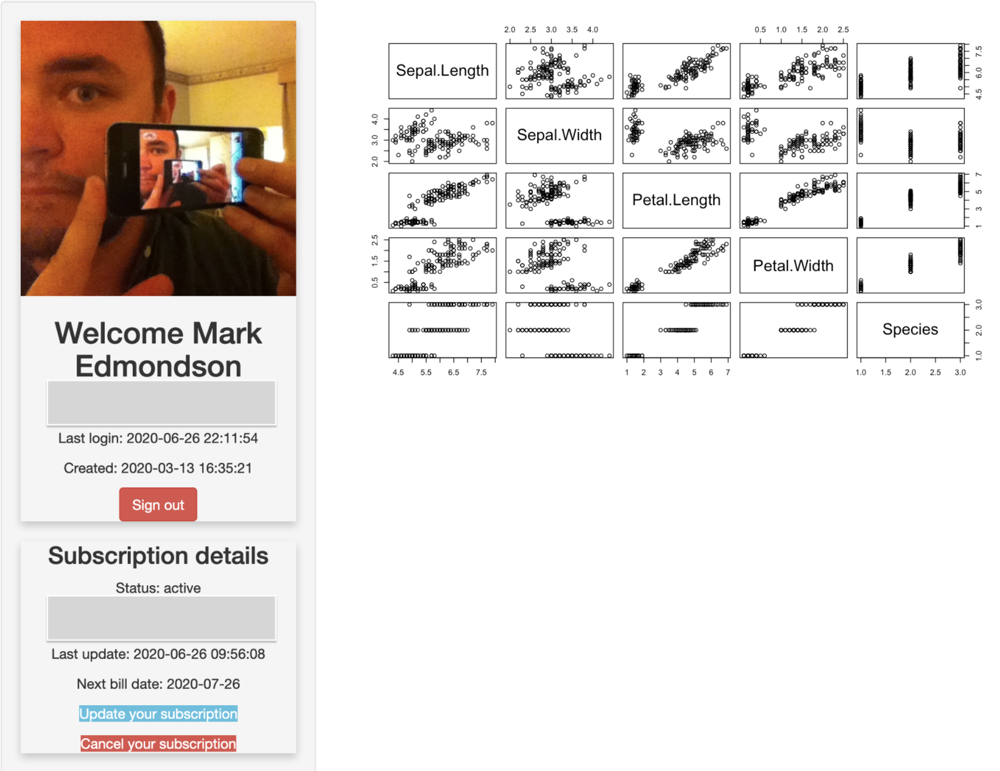 Welcome Mark
Edmondson
Last login: 2020-06-26 22:11:54
Created: 2020-03-13 16:35:21
Sign out
Subscription details
Status: active
Last update: 2020-06-26 09:56:08
Next bill date: 2020-07-26
Update your subscription
Cancel your subscription
2.0 2.5 3.0 3.5 4.0
0.5 1.0 1.5 2.0 2.5
Sepal.Length
4.5 6.0 7.5
2.0 3.0 4.0
Sepal.Width
Petal.Length
1 3 5 7
0.5 1.5 2.5
Petal.Width
Species
1.0 2.0 3.0
4.5 5.5 6.5 7.5
1 2 3 4 5 6 7
1.0 1.5 2.0 2.5 3.0